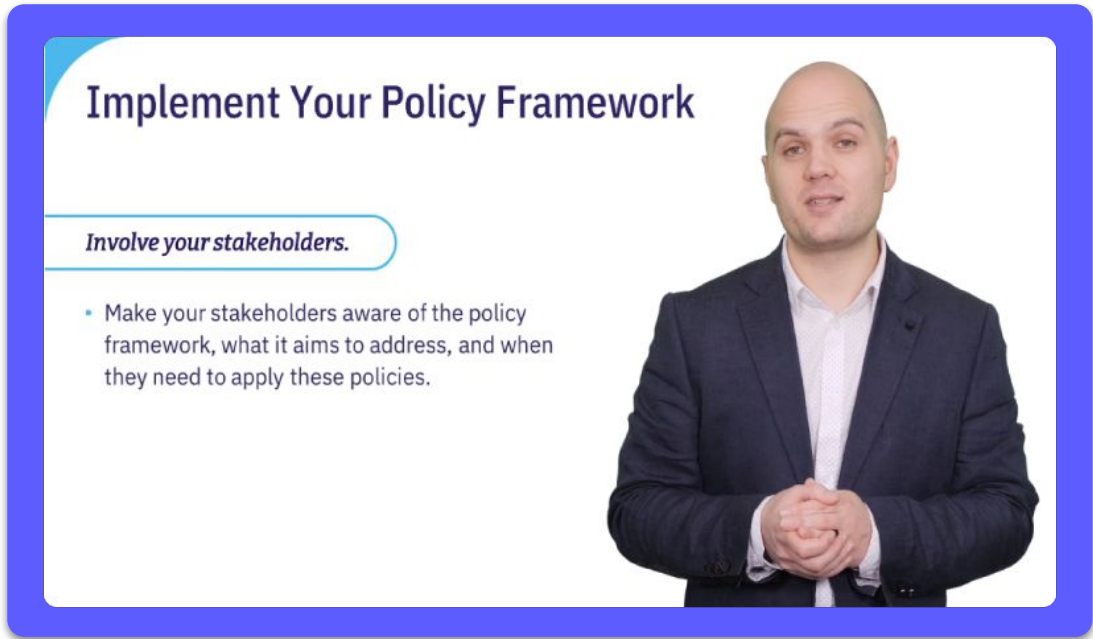 Implement Your Policy Framework
Involve your stakeholders.
• Make your stakeholders aware of the policy
framework, what it aims to address, and when
they need to apply these policies.